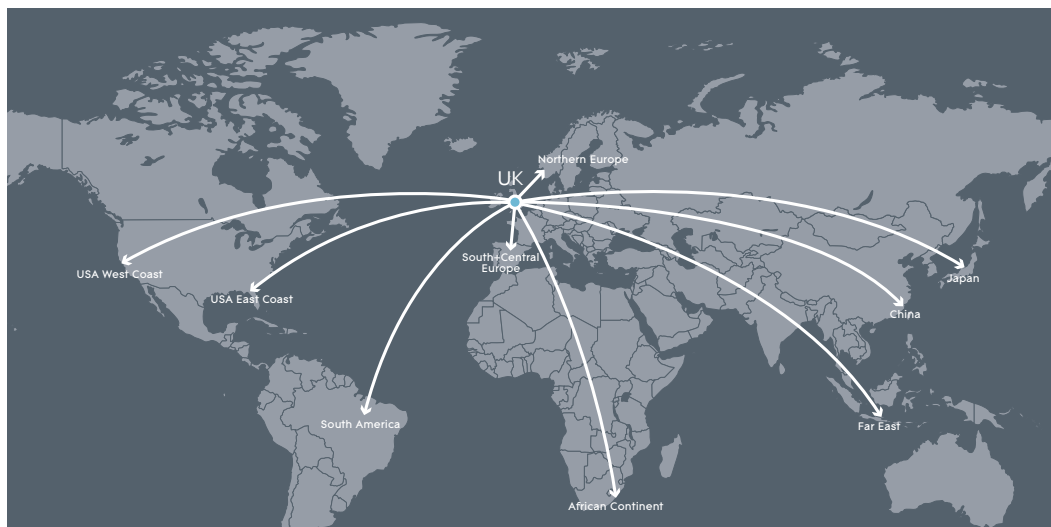 Northern Europe
UK
South+Central
Europe
USA West Coast
Japan
USA East Coast
China
South America
Far East
African Continent